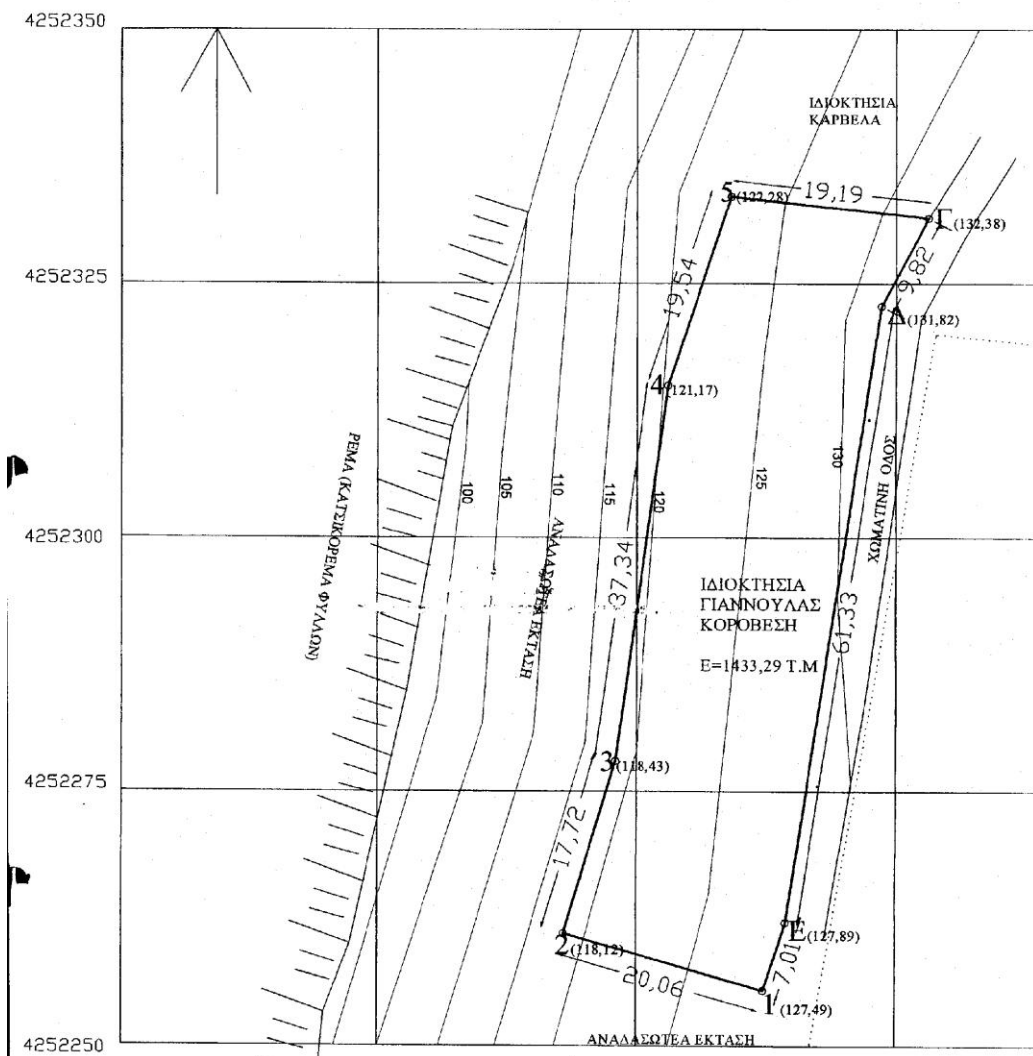 4252350
ΙΔΙΟΚΤΗΣΙΑ
ΚΑΡΒΕΛΑ
5(122,28)
19,19
Γ(132,38)
19,54
9,82
4252325
Δ(131,82)
4(121,17)
ΡΕΜΑ (ΚΑΤΣΙΚΟΡΕΜΑ ΦΥΛΛΩΝ)
100
105
110
115
120
125
130
ΑΝΑΔΑΣΩΤΕΑ ΕΚΤΑΣΗ
ΧΩΜΑΤΙΝΗ ΟΔΟΣ
4252300
37,34
61,33
ΙΔΙΟΚΤΗΣΙΑ
ΓΙΑΝΝΟΥΛΑΣ
ΚΟΡΟΒΕΣΗ
Ε=1433,29 Τ.Μ
3(118,43)
4252275
17,72
2(118,12)
20,06
Ε(127,89)
7,01
1(127,49)
4252250
ΑΝΑΔΑΣΩΤΕΑ ΕΚΤΑΣΗ